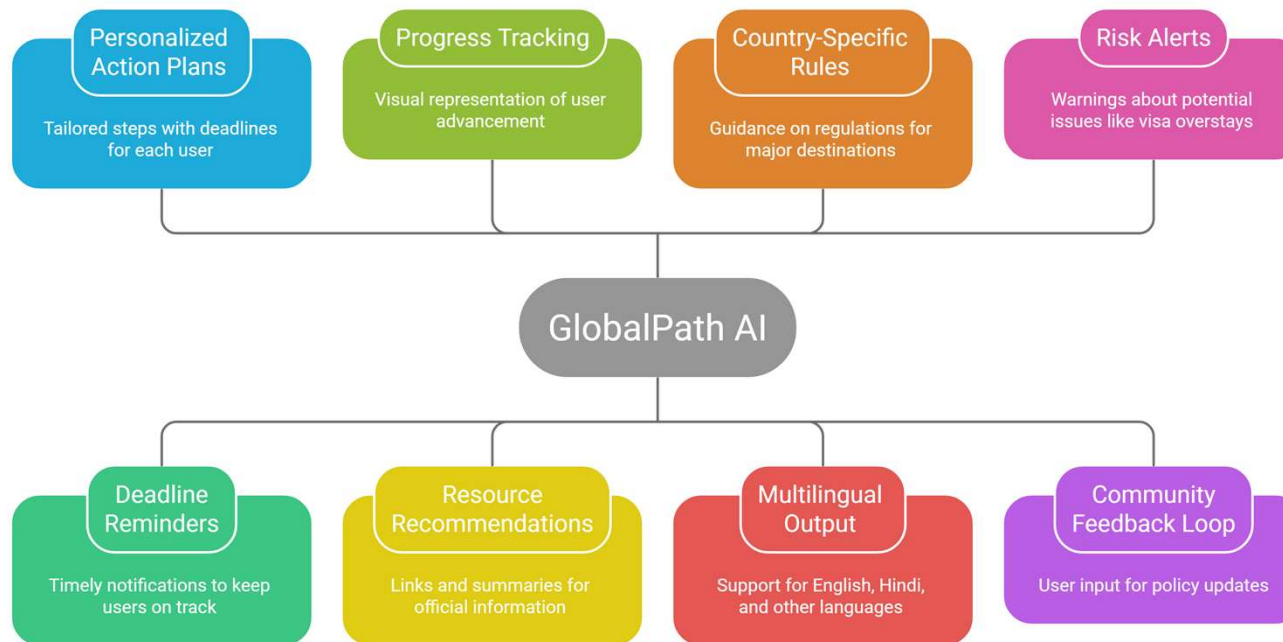 Personalized
Action Plans
Tailored steps with deadlines
for each user
Progress Tracking
Visual representation of user
advancement
Country-Specific
Rules
Guidance on regulations for
major destinations
Risk Alerts
Warnings about potential
issues like visa overstays
GlobalPath AI
Deadline
Reminders
Timely notifications to keep
users on track
Resource
Recommendations
Links and summaries for
official information
Multilingual
Output
Support for English, Hindi,
and other languages
Community
Feedback Loop
User input for policy updates